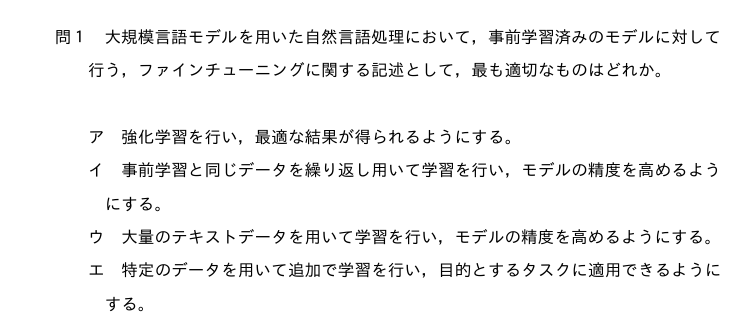 問1 大規模言語モデルを用いた自然言語処理において，事前学習済みのモデルに対して
行う，ファインチューニングに関する記述として，最も適切なものはどれか。
ア 強化学習を行い，最適な結果が得られるようにする。
イ 事前学習と同じデータを繰り返し用いて学習を行い，モデルの精度を高めるよう
にする。
ウ 大量のテキストデータを用いて学習を行い，モデルの精度を高めるようにする。
エ 特定のデータを用いて追加で学習を行い，目的とするタスクに適用できるように
する。